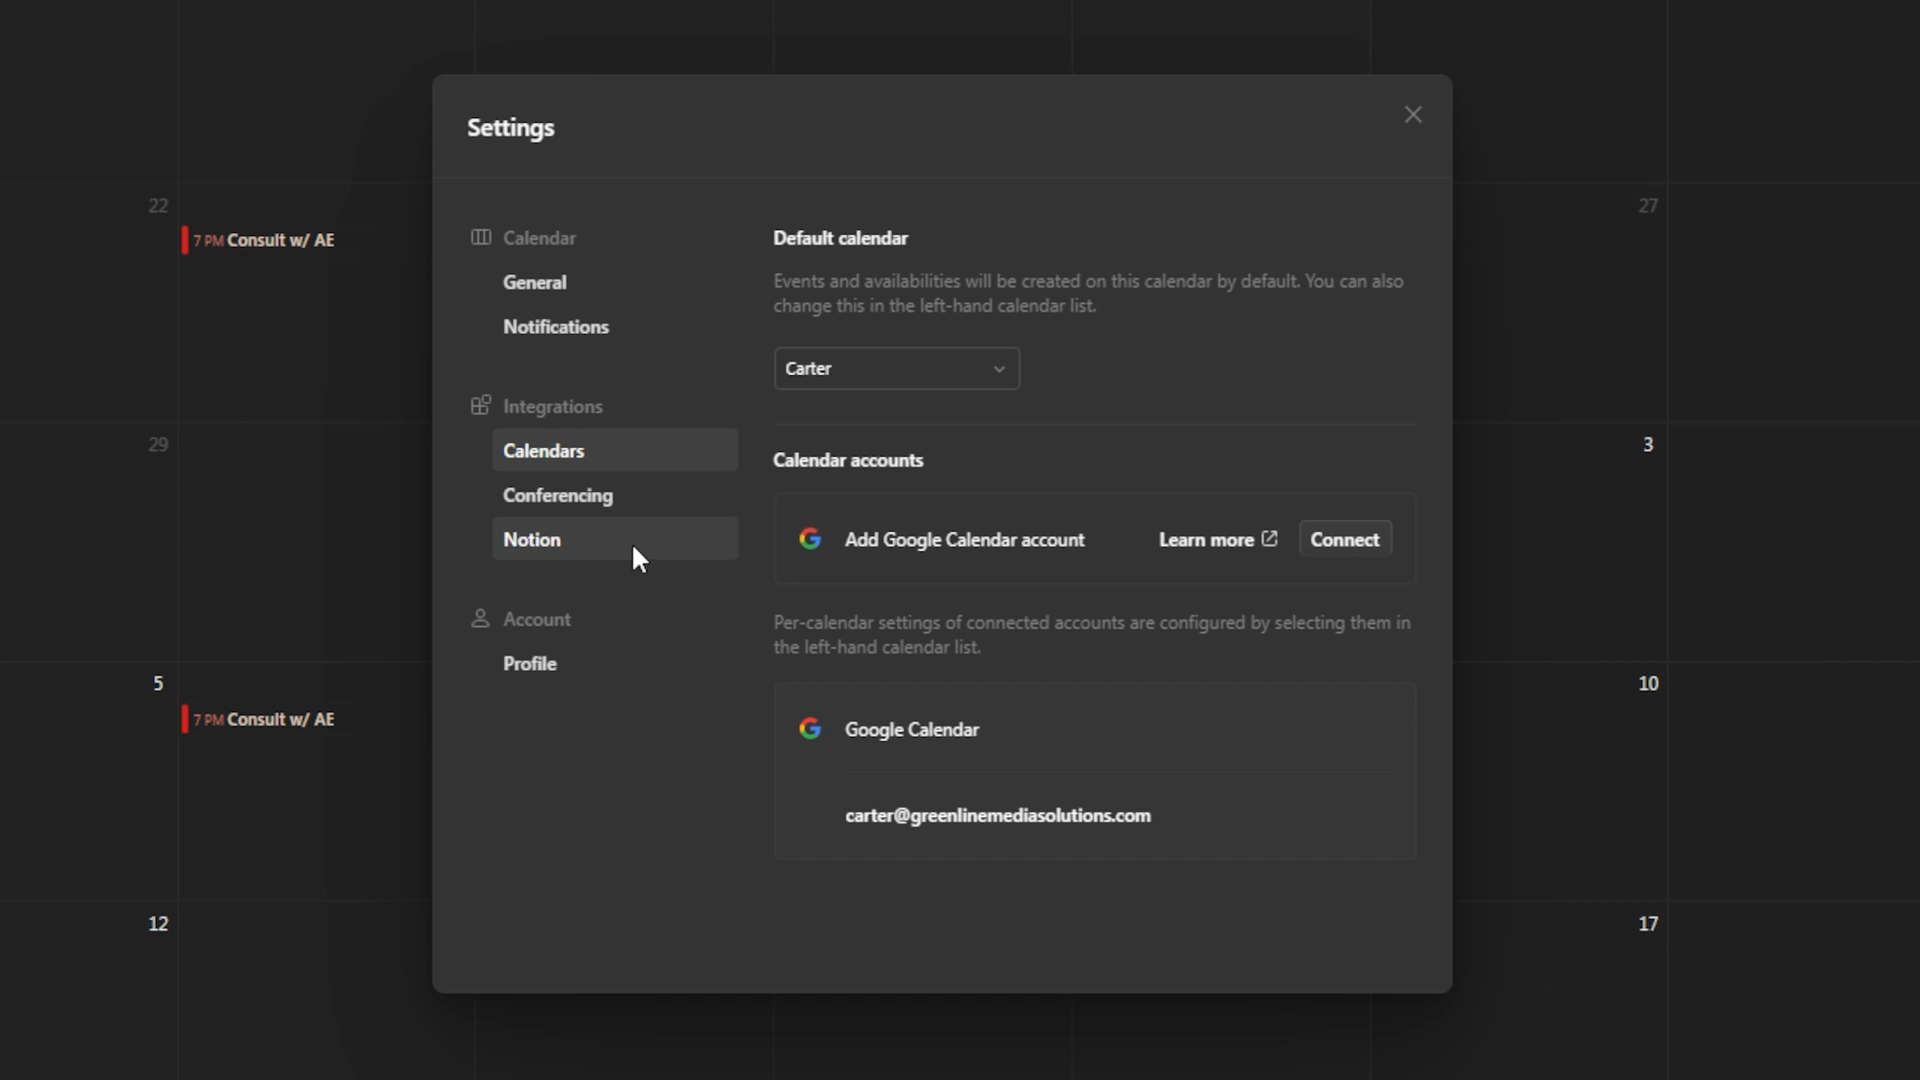 Settings
22
7 PM Consult w/ AE
29
5
7 PM Consult w/ AE
12
Calendar
General
Notifications
Integrations
Calendars
Conferencing
Notion
Account
Profile
Default calendar
Events and availabilities will be created on this calendar by default. You can also
change this in the left-hand calendar list.
Carter
Calendar accounts
Add Google Calendar account
Learn more
Connect
Per-calendar settings of connected accounts are configured by selecting them in
the left-hand calendar list.
Google Calendar
carter@greenlinemediasolutions.com
27
3
10
17